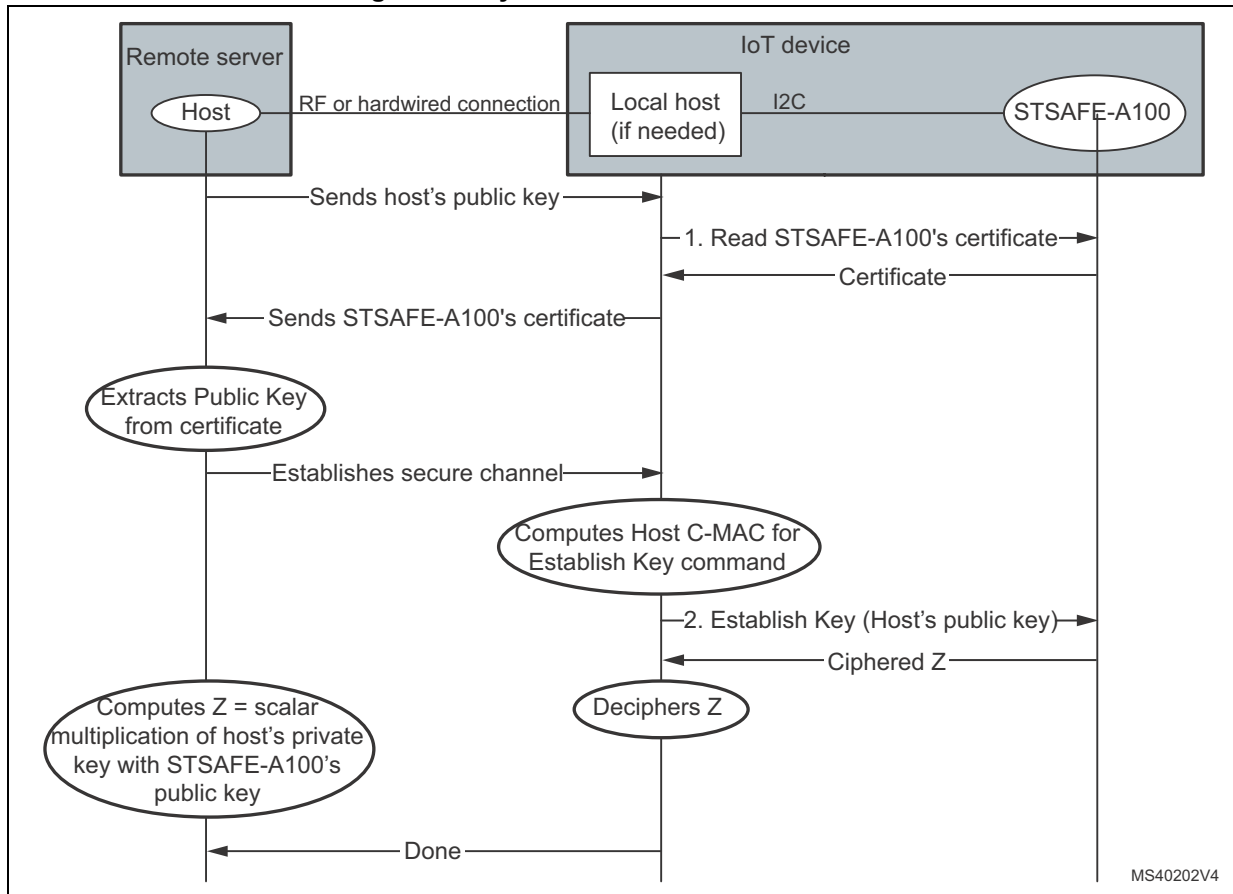 Remote server
IoT device
Host
RF or hardwired connection
Local host
(if needed)
I2C
STSAFE-A100
Sends host's public key
1. Read STSAFE-A100's certificate
Certificate
Sends STSAFE-A100's certificate
Extracts Public Key
from certificate
Establishes secure channel
Computes Host C-MAC for
Establish Key command
2. Establish Key (Host's public key)
Ciphered Z
Computes Z = scalar
multiplication of host's private
key with STSAFE-A100's
public key
Deciphers Z
Done
MS40202V4